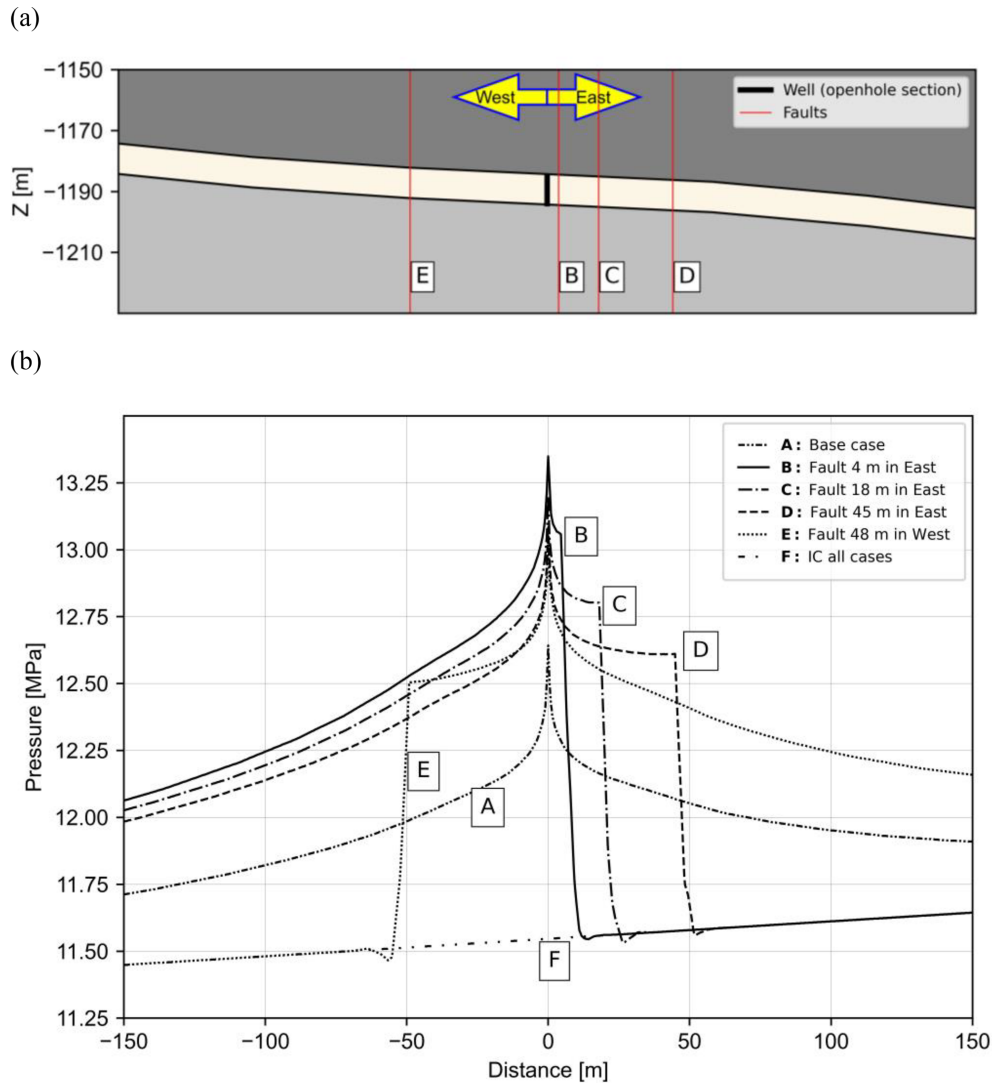 (a)
−1150
−1170
−1190
−1210
Z [m]
West East
Well (openhole section)
Faults
E B C D
(b)
13.25
13.00
12.75
12.50
12.25
12.00
11.75
11.50
11.25
Pressure [MPa]
A: Base case
B: Fault 4 m in East
C: Fault 18 m in East
D: Fault 45 m in East
E: Fault 48 m in West
F: IC all cases
B
C
D
E
A
F
−150 −100 −50 0 50 100 150
Distance [m]